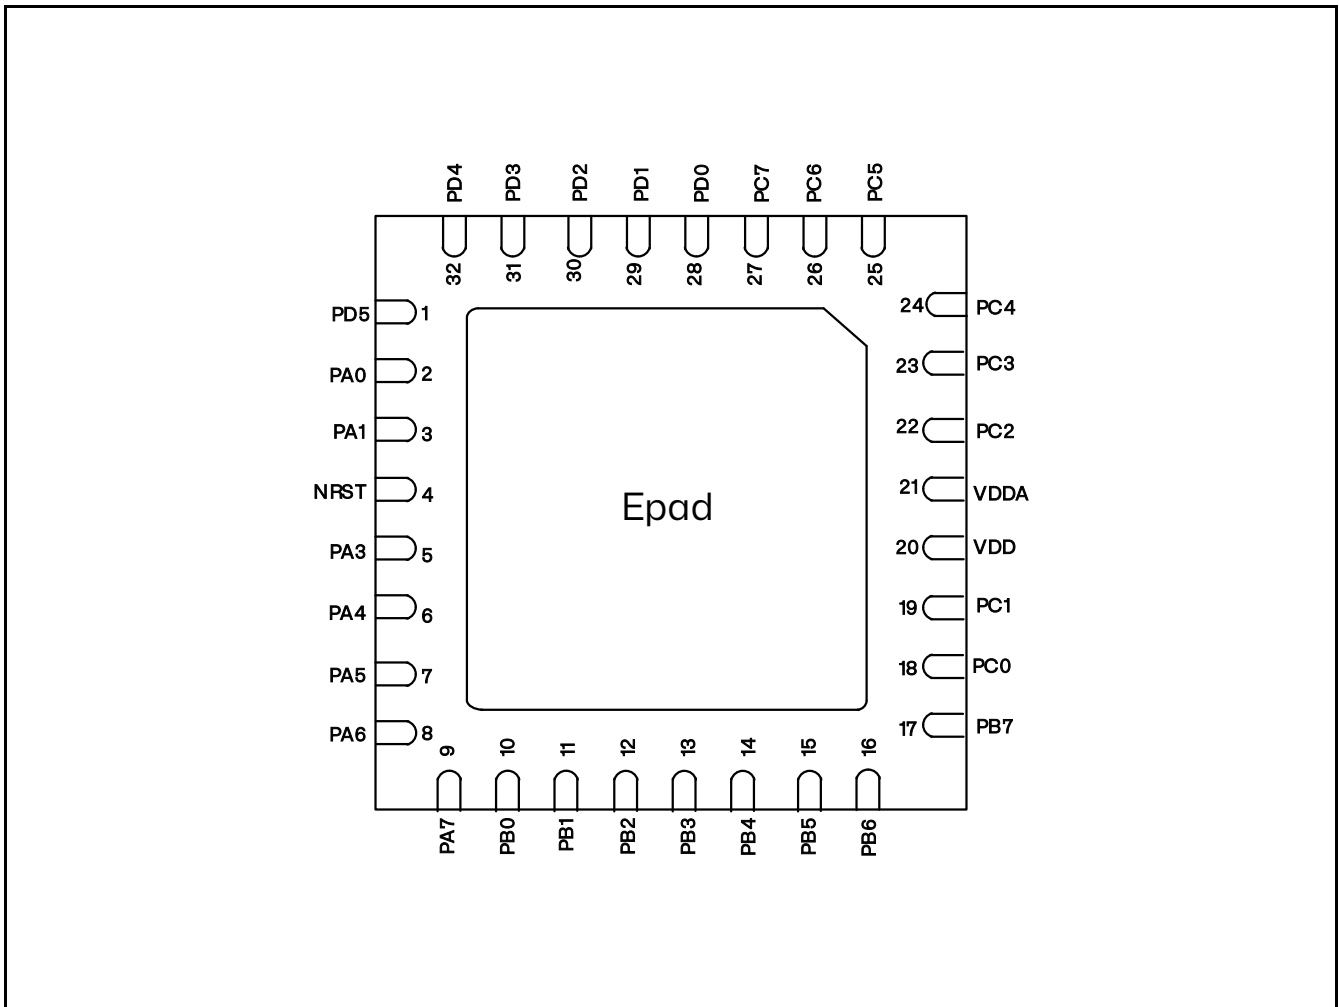 PD4 PD3 PD2 PD1 PD0 PC7 PC6 PC5
32 31 30 29 28 27 26 25
PD5 1 24 PC4
PA0 2 23 PC3
PA1 3 22 PC2
NRST 4 21 VDDA
Epad
PA3 5 20 VDD
PA4 6 19 PC1
PA5 7 18 PC0
PA6 8 17 PB7
9 10 11 12 13 14 15 16
PA7 PB0 PB1 PB2 PB3 PB4 PB5 PB6